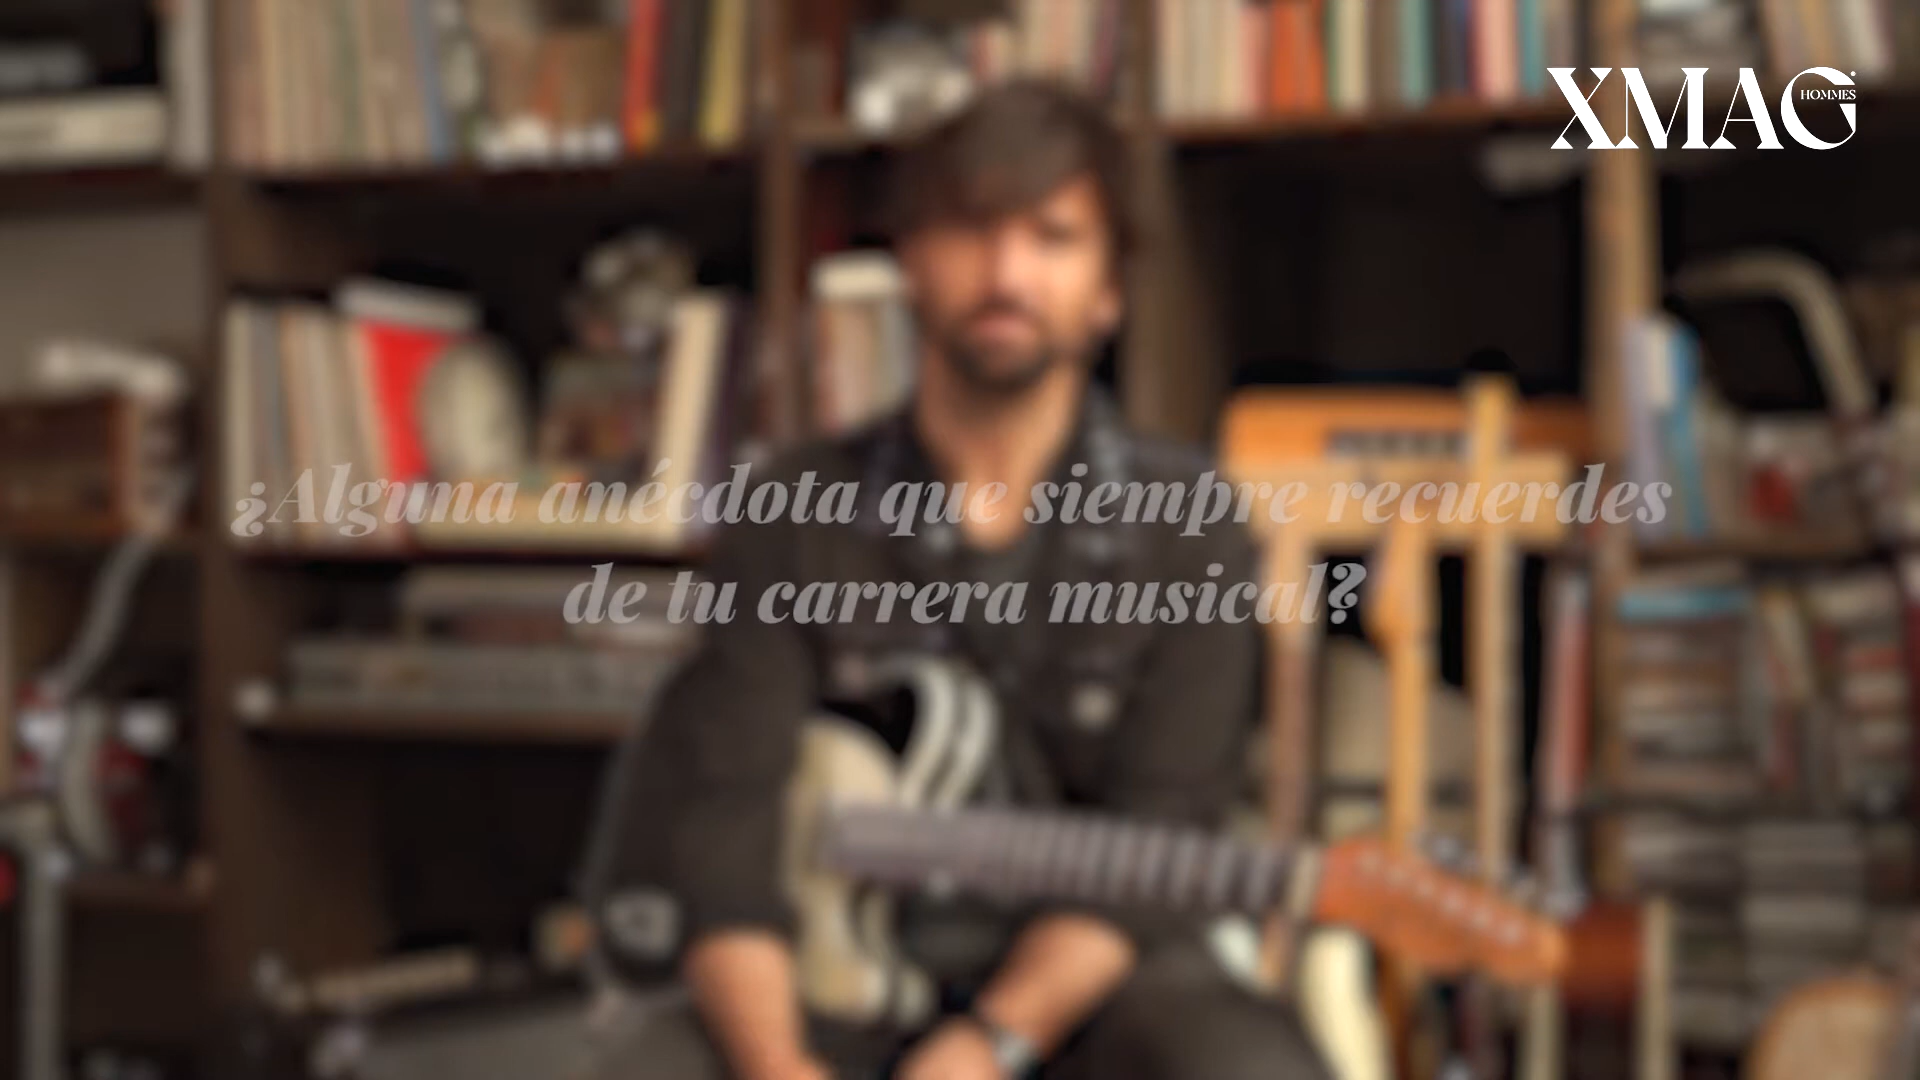 XMAG
HOMMES
¿Alguna anécdota que siempre recuerdes
de tu carrera musical?